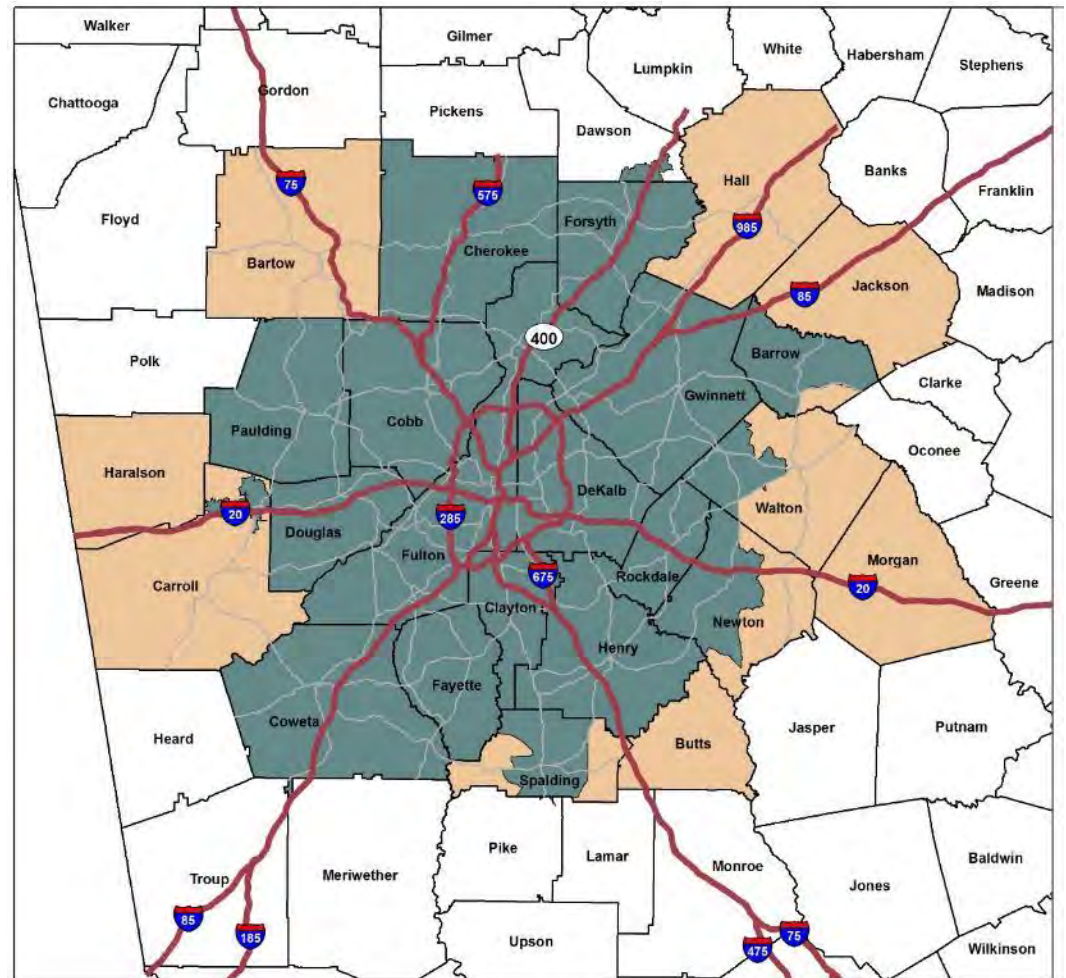 Walker
Gilmer
White
Habersham
Stephens
Lumpkin
Chattooga
Gordon
Pickens
Dawson
Banks
Franklin
Hall
75
575
Floyd
Forsyth
985
Cherokee
Bartow
Jackson
Madison
85
400
Barrow
Polk
Clarke
Gwinnett
Cobb
Paulding
Oconee
Haralson
DeKalb
20
285
Walton
Douglas
Fulton
Morgan
Carroll
675
Rockdale
20
Greene
Clayton
Newton
Henry
Fayette
Coweta
Jasper
Putnam
Heard
Butts
Spalding
Pike
Lamar
Baldwin
Monroe
Troup
Meriwether
Jones
85
185
Upson
75
475
Wilkinson